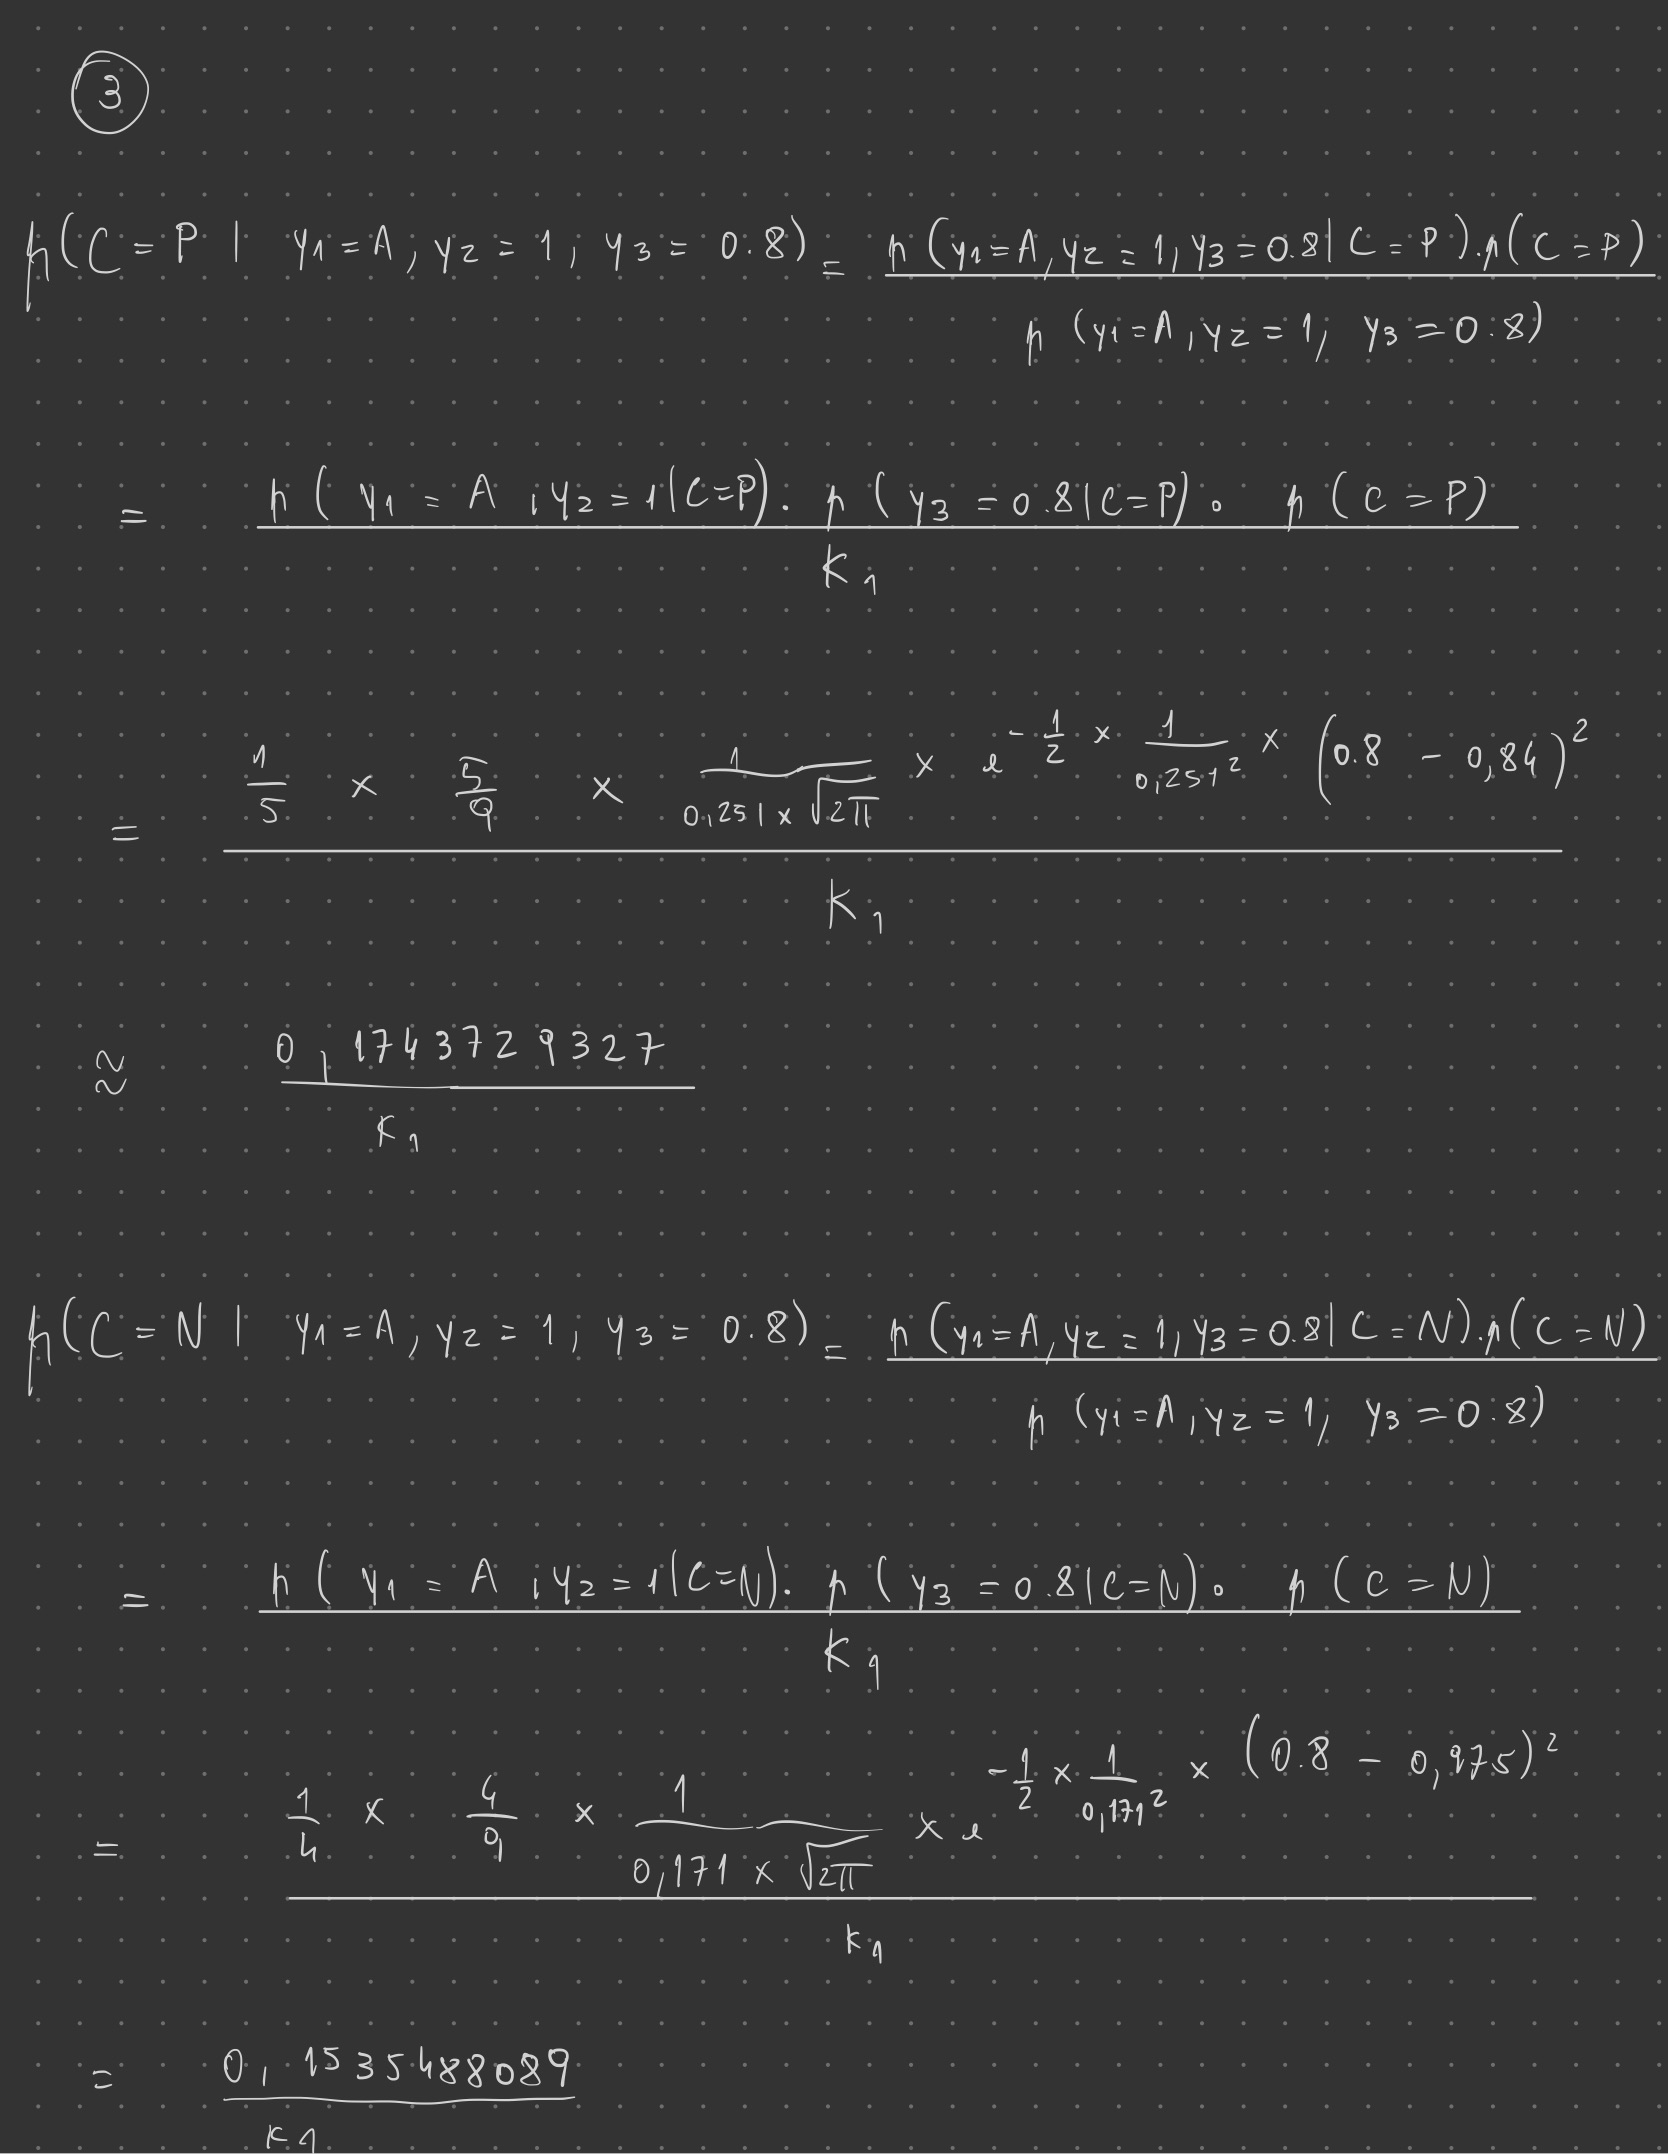 3
p(C = P | y1 = A, y2 = 1, y3 = 0.8) = p(y1 = A, y2 = 1, y3 = 0.8 | C = P) . p(C = P)
p (y1 = A, y2 = 1, y3 = 0.8)
= p( y1 = A , y2 = 1 | C = P) . p( y3 = 0.8 | C = P) . p( C = P)
K1
= 1/5 x 5/9 x 1/(0,251 x √2π) x e^(-1/2 x 1/0,251² x (0.8 - 0,84)²)
K1
≈ 0,1743729327
K1
p(C = N | y1 = A, y2 = 1, y3 = 0.8) = p(y1 = A, y2 = 1, y3 = 0.8 | C = N) . p(C = N)
p (y1 = A, y2 = 1, y3 = 0.8)
= p( y1 = A , y2 = 1 | C = N) . p( y3 = 0.8 | C = N) . p( C = N)
K1
= 1/4 x 4/9 x 1/(0,171 x √2π) x e^(-1/2 x 1/0,171² x (0.8 - 0,975)²)
K1
= 0,1535488089
K1